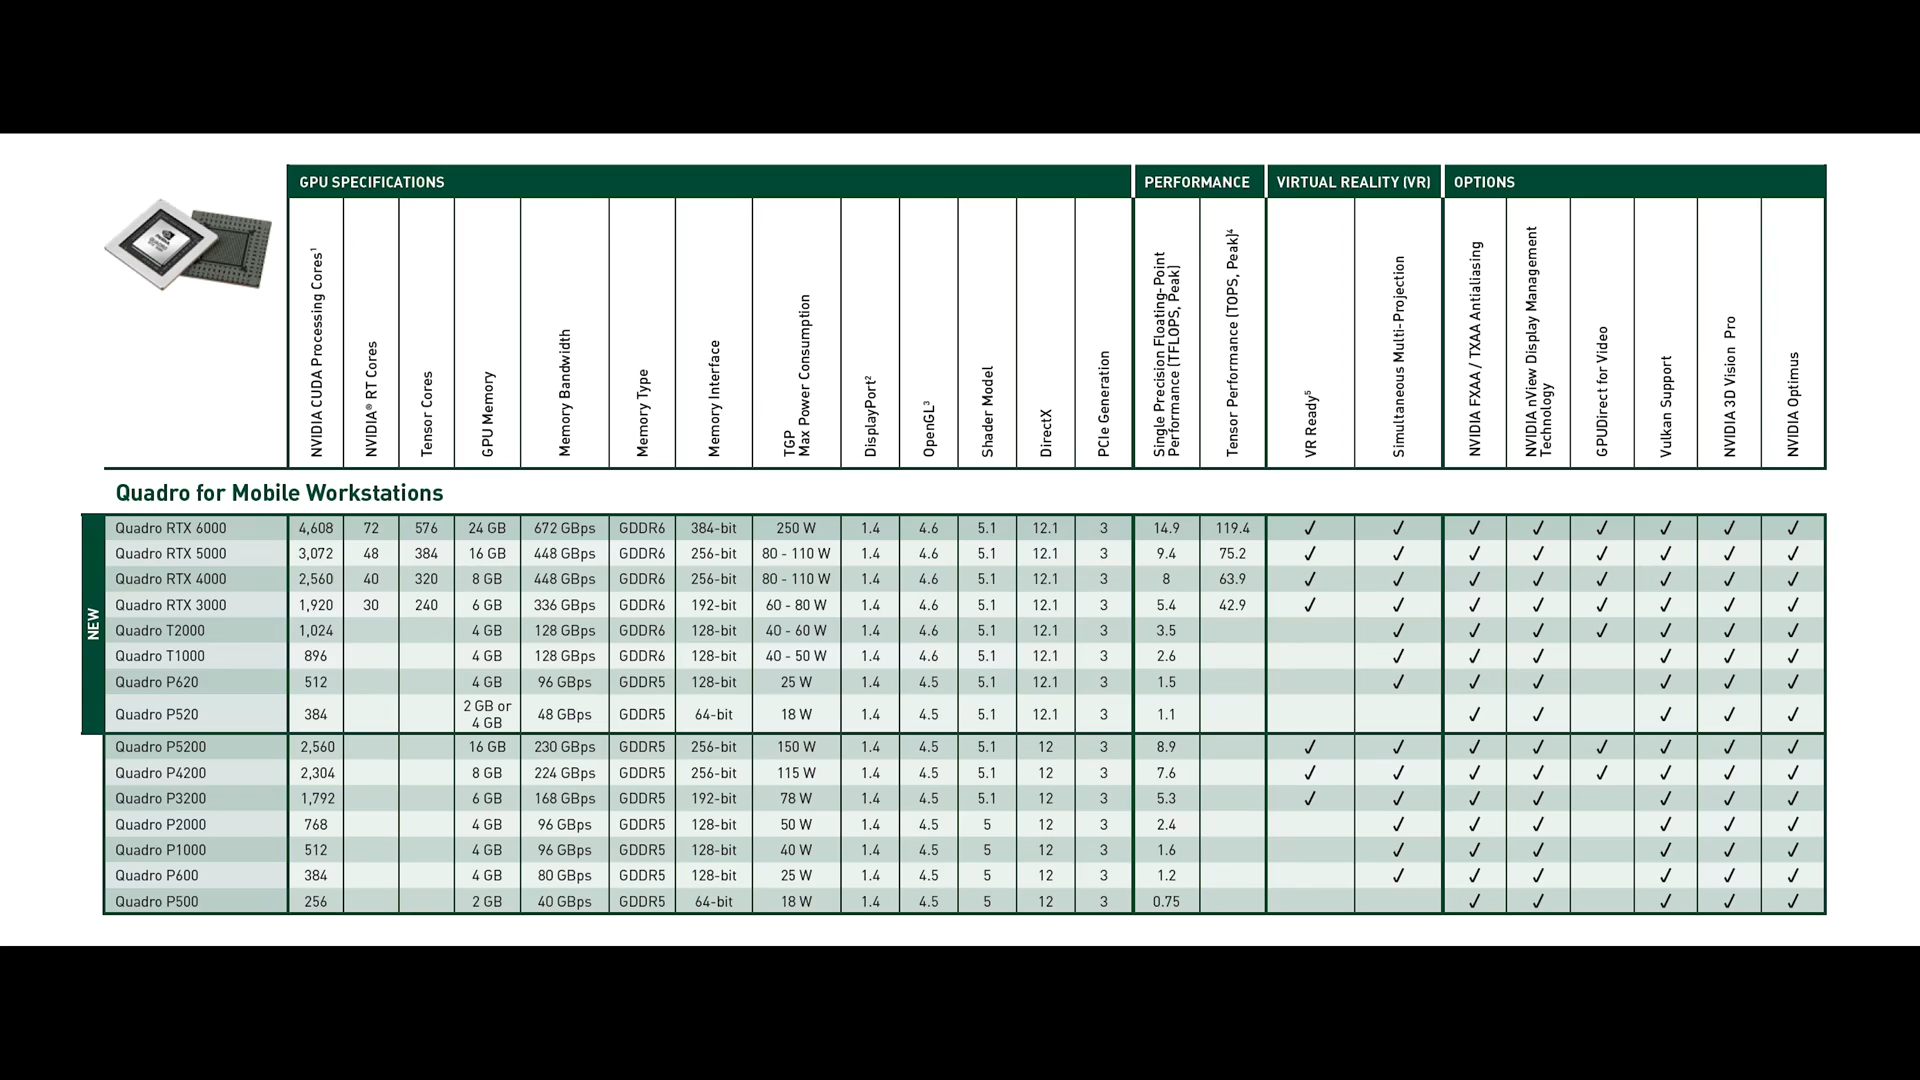 GPU SPECIFICATIONS PERFORMANCE VIRTUAL REALITY (VR) OPTIONS
NVIDIA CUDA Processing Cores¹
NVIDIA® RT Cores
Tensor Cores
GPU Memory
Memory Bandwidth
Memory Type
Memory Interface
TGP
Max Power Consumption
DisplayPort²
OpenGL³
Shader Model
DirectX
PCIe Generation
Single Precision Floating-Point
Performance (TFLOPS, Peak)
Tensor Performance (TOPS, Peak)⁴
VR Ready⁵
Simultaneous Multi-Projection
NVIDIA FXAA / TXAA Antialiasing
NVIDIA nView Display Management
Technology
GPUDirect for Video
Vulkan Support
NVIDIA 3D Vision Pro
NVIDIA Optimus
Quadro for Mobile Workstations
NEW
Quadro RTX 6000 4,608 72 576 24 GB 672 GBps GDDR6 384-bit 250 W 1.4 4.6 5.1 12.1 3 14.9 119.4 ✓ ✓ ✓ ✓ ✓ ✓ ✓ ✓
Quadro RTX 5000 3,072 48 384 16 GB 448 GBps GDDR6 256-bit 80 - 110 W 1.4 4.6 5.1 12.1 3 9.4 75.2 ✓ ✓ ✓ ✓ ✓ ✓ ✓ ✓
Quadro RTX 4000 2,560 40 320 8 GB 448 GBps GDDR6 256-bit 80 - 110 W 1.4 4.6 5.1 12.1 3 8 63.9 ✓ ✓ ✓ ✓ ✓ ✓ ✓ ✓
Quadro RTX 3000 1,920 30 240 6 GB 336 GBps GDDR6 192-bit 60 - 80 W 1.4 4.6 5.1 12.1 3 5.4 42.9 ✓ ✓ ✓ ✓ ✓ ✓ ✓ ✓
Quadro T2000 1,024 4 GB 128 GBps GDDR6 128-bit 40 - 60 W 1.4 4.6 5.1 12.1 3 3.5 ✓ ✓ ✓ ✓ ✓ ✓ ✓
Quadro T1000 896 4 GB 128 GBps GDDR6 128-bit 40 - 50 W 1.4 4.6 5.1 12.1 3 2.6 ✓ ✓ ✓ ✓ ✓ ✓
Quadro P620 512 4 GB 96 GBps GDDR5 128-bit 25 W 1.4 4.5 5.1 12.1 3 1.5 ✓ ✓ ✓ ✓ ✓ ✓
Quadro P520 384 2 GB or 4 GB 48 GBps GDDR5 64-bit 18 W 1.4 4.5 5.1 12.1 3 1.1 ✓ ✓ ✓ ✓ ✓
Quadro P5200 2,560 16 GB 230 GBps GDDR5 256-bit 150 W 1.4 4.5 5.1 12 3 8.9 ✓ ✓ ✓ ✓ ✓ ✓ ✓ ✓
Quadro P4200 2,304 8 GB 224 GBps GDDR5 256-bit 115 W 1.4 4.5 5.1 12 3 7.6 ✓ ✓ ✓ ✓ ✓ ✓ ✓ ✓
Quadro P3200 1,792 6 GB 168 GBps GDDR5 192-bit 78 W 1.4 4.5 5.1 12 3 5.3 ✓ ✓ ✓ ✓ ✓ ✓ ✓
Quadro P2000 768 4 GB 96 GBps GDDR5 128-bit 50 W 1.4 4.5 5 12 3 2.4 ✓ ✓ ✓ ✓ ✓ ✓
Quadro P1000 512 4 GB 96 GBps GDDR5 128-bit 40 W 1.4 4.5 5 12 3 1.6 ✓ ✓ ✓ ✓ ✓ ✓
Quadro P600 384 4 GB 80 GBps GDDR5 128-bit 25 W 1.4 4.5 5 12 3 1.2 ✓ ✓ ✓ ✓ ✓ ✓
Quadro P500 256 2 GB 40 GBps GDDR5 64-bit 18 W 1.4 4.5 5 12 3 0.75 ✓ ✓ ✓ ✓ ✓